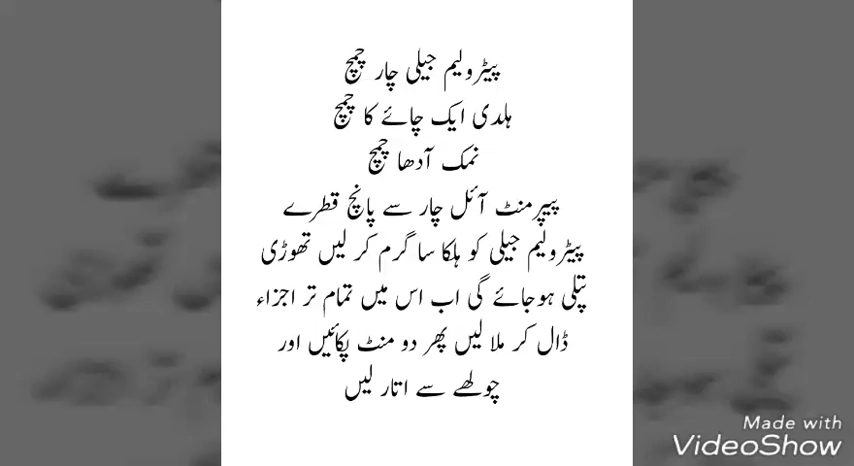 پیٹرولیم جیلی چار چمچ
ہلدی ایک چائے کا چمچ
نمک آدھا چمچ
پیپرمنٹ آئل چار سے پانچ قطرے
پیٹرولیم جیلی کو ہلکا سا گرم کر لیں تھوڑی
پتلی ہوجائے گی اب اس میں تمام تر اجزاء
ڈال کر ملا لیں پھر دو منٹ پکائیں اور
چولھے سے اتار لیں
Made with
VideoShow